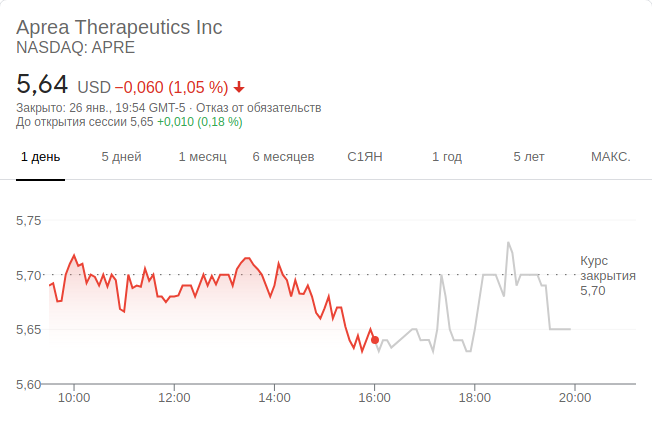 Aprea Therapeutics Inc
NASDAQ: APRE
5,64 USD −0,060 (1,05 %)
Закрыто: 26 янв., 19:54 GMT-5 · Отказ от обязательств
До открытия сессии 5,65 +0,010 (0,18 %)
1 день 5 дней 1 месяц 6 месяцев С1ЯН 1 год 5 лет МАКС.
5,75
Курс
5,70 закрытия
5,70
5,65
5,60
10:00 12:00 14:00 16:00 18:00 20:00